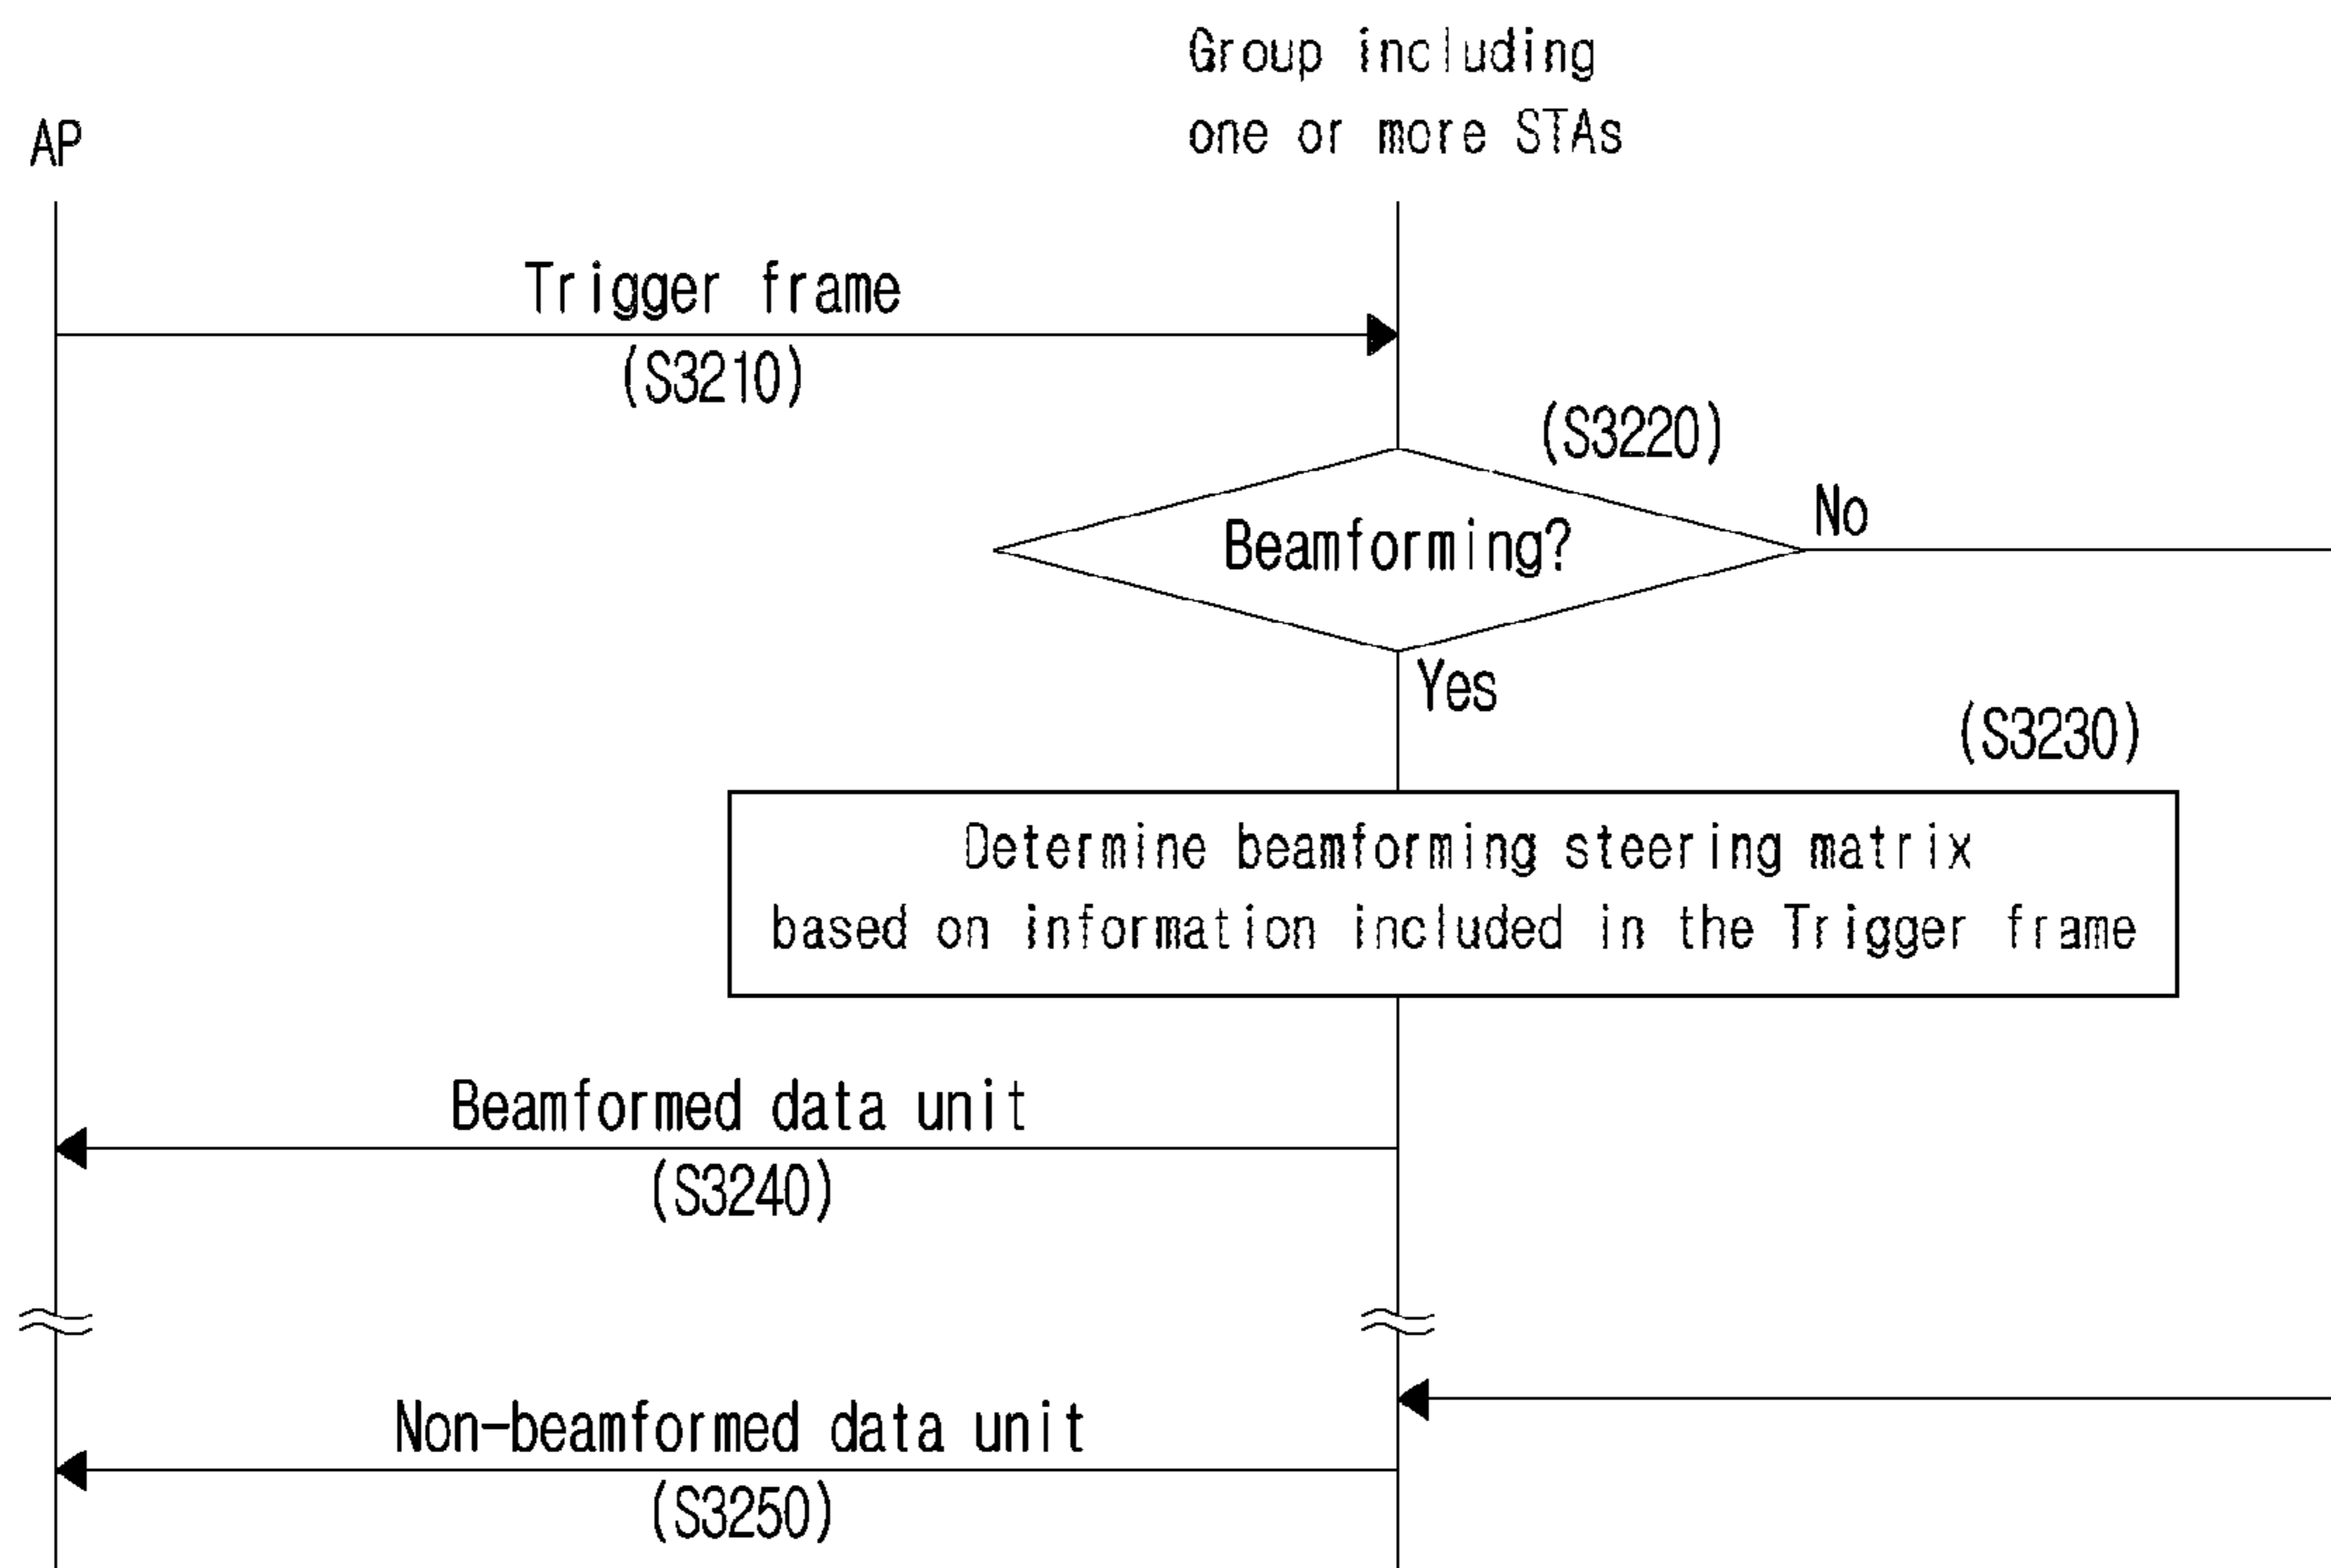 Group including
one or more STAs
AP
Trigger frame
(S3210)
(S3220)
Beamforming?
No
Yes
(S3230)
Determine beamforming steering matrix
based on information included in the Trigger frame
Beamformed data unit
(S3240)
Non-beamformed data unit
(S3250)